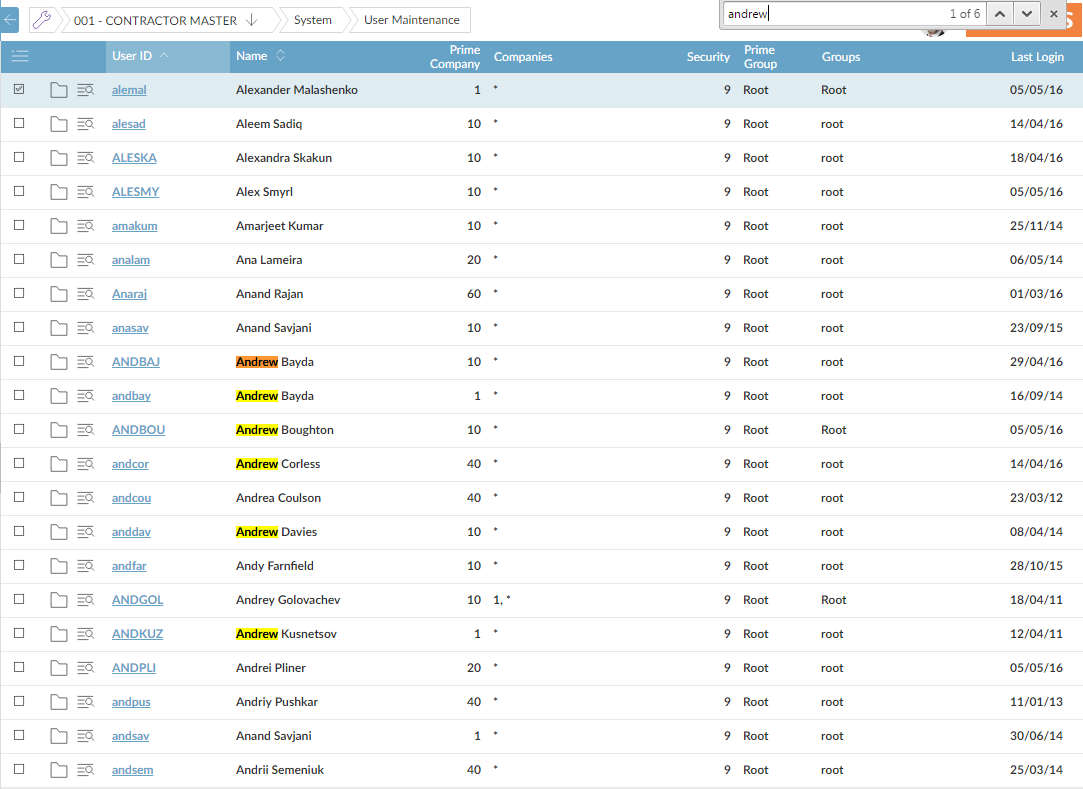 001 - CONTRACTOR MASTER System User Maintenance andrew 1 of 6
User ID Name Prime Company Companies Security Prime Group Groups Last Login
alemal Alexander Malashenko 1 * 9 Root Root 05/05/16
alesad Aleem Sadiq 10 * 9 Root root 14/04/16
ALESKA Alexandra Skakun 10 * 9 Root root 18/04/16
ALESMY Alex Smyrl 10 * 9 Root root 05/05/16
amakum Amarjeet Kumar 10 * 9 Root root 25/11/14
analam Ana Lameira 20 * 9 Root root 06/05/14
Anaraj Anand Rajan 60 * 9 Root root 01/03/16
anasav Anand Savjani 10 * 9 Root root 23/09/15
ANDBAJ Andrew Bayda 10 * 9 Root root 29/04/16
andbay Andrew Bayda 1 * 9 Root root 16/09/14
ANDBOU Andrew Boughton 10 * 9 Root Root 05/05/16
andcor Andrew Corless 40 * 9 Root root 14/04/16
andcou Andrea Coulson 40 * 9 Root root 23/03/12
anddav Andrew Davies 10 * 9 Root root 08/04/14
andfar Andy Farnfield 10 * 9 Root root 28/10/15
ANDGOL Andrey Golovachev 10 1, * 9 Root Root 18/04/11
ANDKUZ Andrew Kusnetsov 1 * 9 Root root 12/04/11
ANDPLI Andrei Pliner 20 * 9 Root root 05/05/16
andpus Andriy Pushkar 40 * 9 Root root 11/01/13
andsav Anand Savjani 1 * 9 Root root 30/06/14
andsem Andrii Semeniuk 40 * 9 Root root 25/03/14